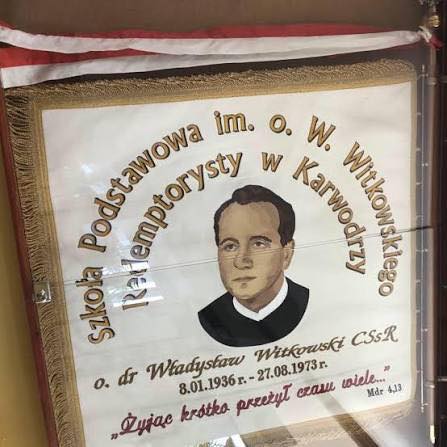 Szkoła Podstawowa im. o. W. Witkowskiego
Redemptorysty w Karwodrzy
o. dr Władysław Witkowski CSsR
8.01.1936 r. - 27.08.1973 r.
„Żyjąc krótko przeżył czasu wiele..."
Mdr 4,13